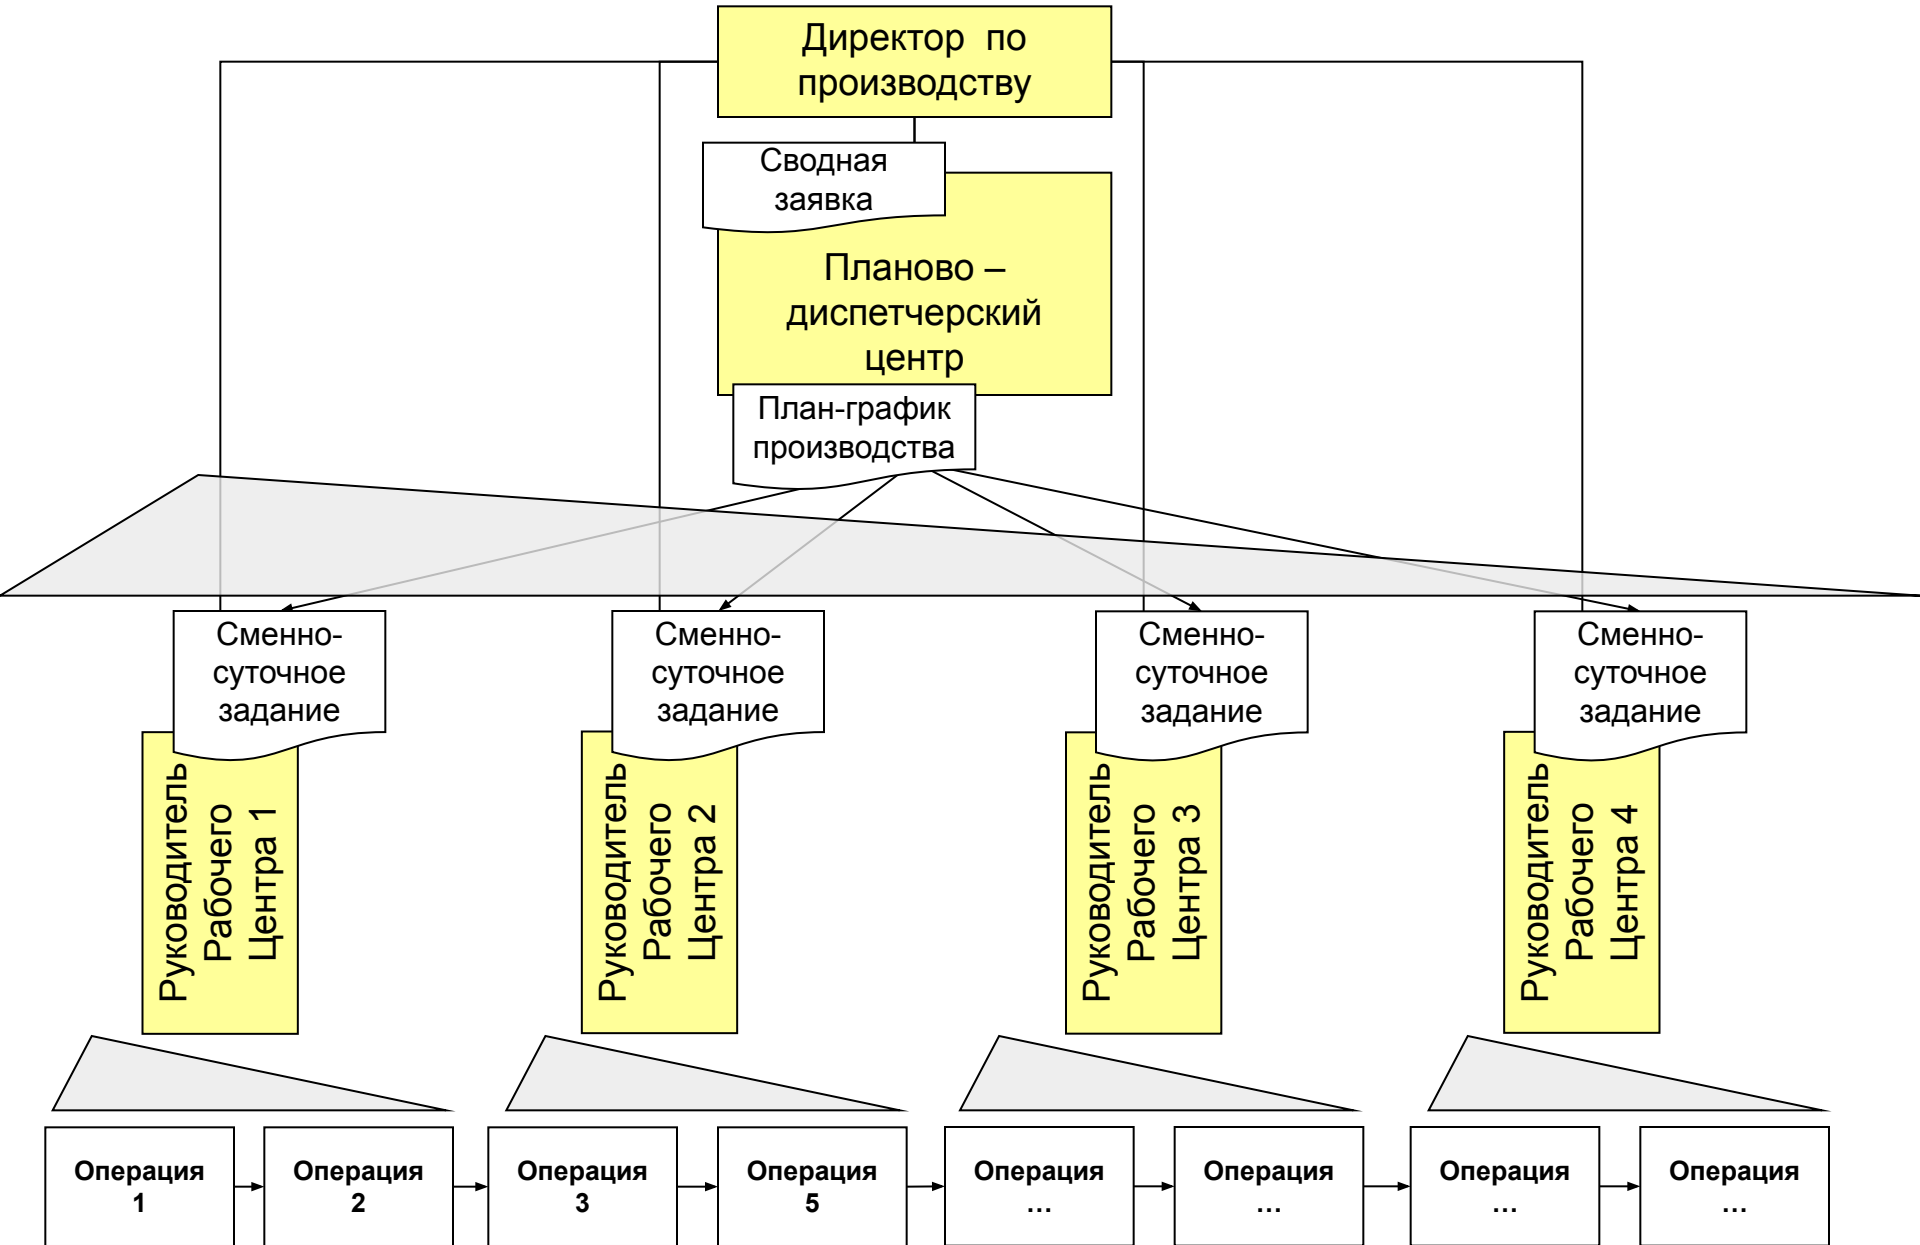 Директор по
производству
Сводная
заявка
Планово –
диспетчерский
центр
План-график
производства
Сменно-
суточное
задание
Сменно-
суточное
задание
Сменно-
суточное
задание
Сменно-
суточное
задание
Руководитель
Рабочего
Центра 1
Руководитель
Рабочего
Центра 2
Руководитель
Рабочего
Центра 3
Руководитель
Рабочего
Центра 4
Операция
1
Операция
2
Операция
3
Операция
5
Операция
...
Операция
...
Операция
...
Операция
...